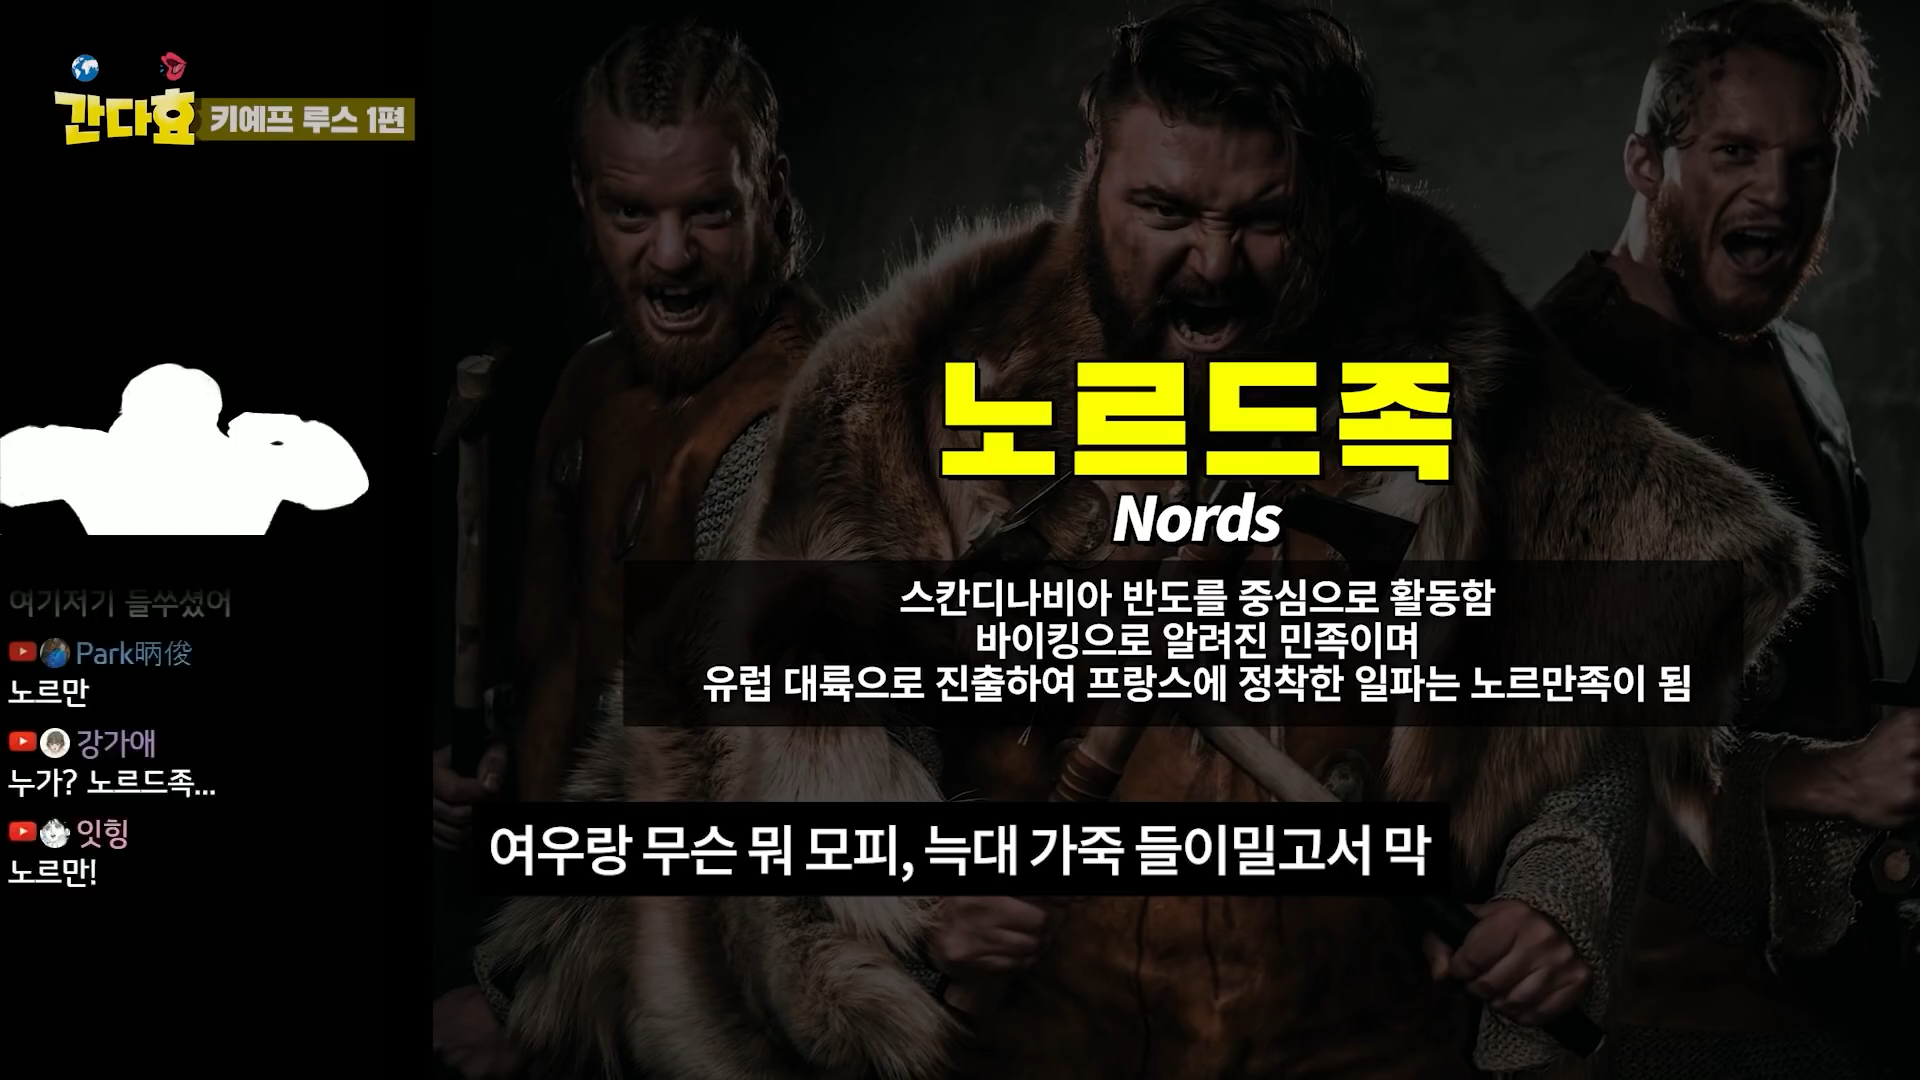 간다효
키예프 루스 1편
노르드족
Nords
스칸디나비아 반도를 중심으로 활동함
바이킹으로 알려진 민족이며
유럽 대륙으로 진출하여 프랑스에 정착한 일파는 노르만족이 됨
여우랑 무슨 뭐 모피, 늑대 가죽 들이밀고서 막
여기저기 들쑤셨어
Park昞俊
노르만
강가애
누가? 노르드족...
잇힝
노르만!